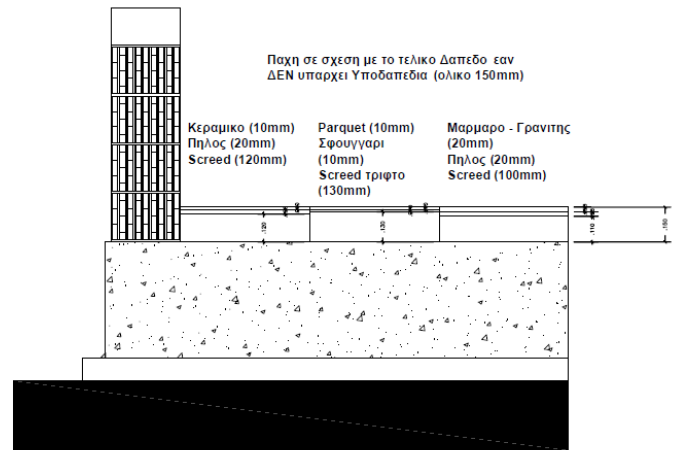 Παχη σε σχεση με το τελικο Δαπεδο εαν
ΔΕΝ υπαρχει Υποδαπεδια (ολικο 150mm)
Κεραμικο (10mm)
Πηλος (20mm)
Screed (120mm)
Parquet (10mm)
Σφουγγαρι
(10mm)
Screed τριφτο
(130mm)
Μαρμαρο - Γρανιτης
(20mm)
Πηλος (20mm)
Screed (100mm)
.120
.130
.110
.150